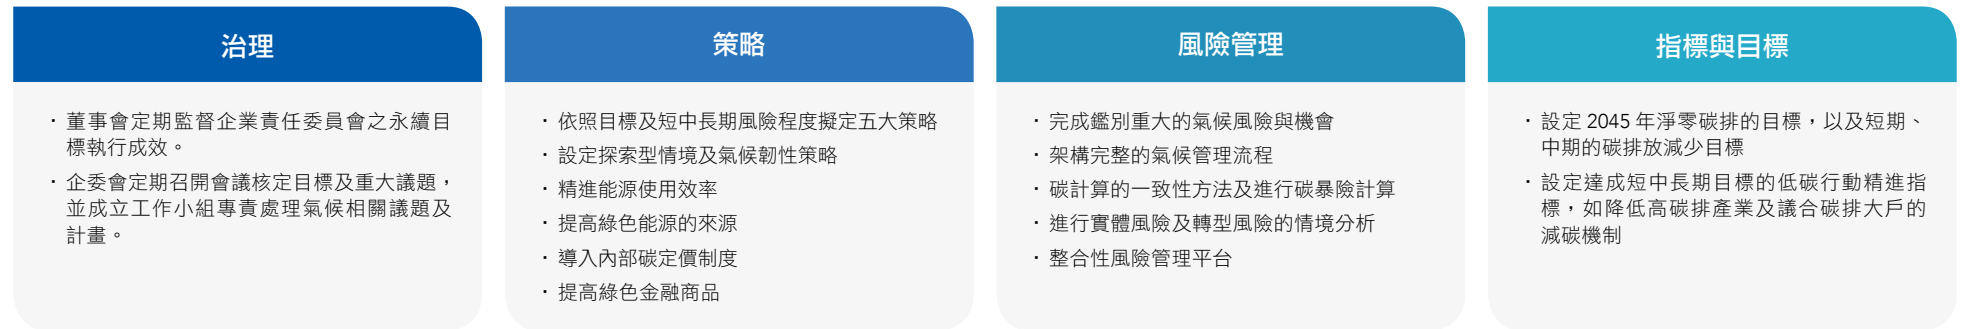 治理
・董事會定期監督企業責任委員會之永續目
標執行成效。
・企委會定期召開會議核定目標及重大議題，
並成立工作小組專責處理氣候相關議題及
計畫。
策略
・依照目標及短中長期風險程度擬定五大策略
・設定探索型情境及氣候韌性策略
・精進能源使用效率
・提高綠色能源的來源
・導入內部碳定價制度
・提高綠色金融商品
風險管理
・完成鑑別重大的氣候風險與機會
・架構完整的氣候管理流程
・碳計算的一致性方法及進行碳暴險計算
・進行實體風險及轉型風險的情境分析
・整合性風險管理平台
指標與目標
・設定 2045 年淨零碳排的目標，以及短期、
中期的碳排放減少目標
・設定達成短中長期目標的低碳行動精進指
標，如降低高碳排產業及議合碳排大戶的
減碳機制